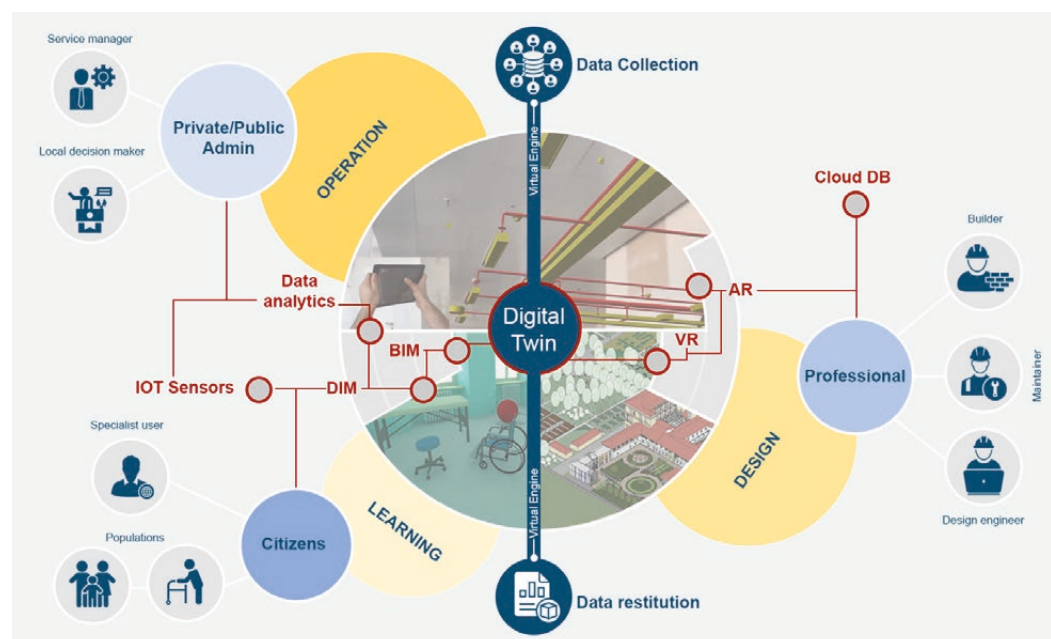 Service manager
Private/Public
Admin
Local decision maker
OPERATION
Data Collection
Virtual Engine
Cloud DB
Builder
Data
analytics
AR
Digital
Twin
BIM
VR
IOT Sensors
DIM
Professional
Maintainer
Specialist user
DESIGN
LEARNING
Virtual Engine
Design engineer
Populations
Citizens
Data restitution